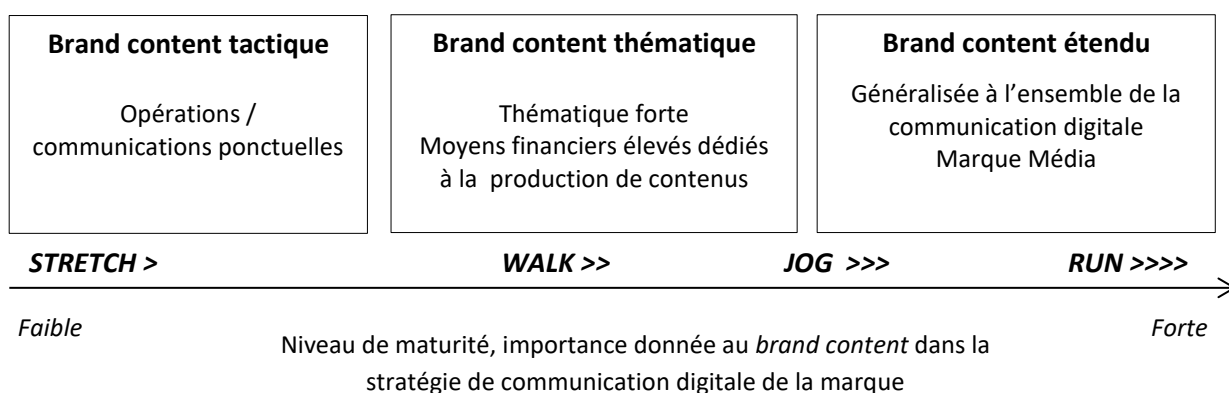 Brand content tactique
Opérations /
communications ponctuelles
Brand content thématique
Thématique forte
Moyens financiers élevés dédiés
à la production de contenus
Brand content étendu
Généralisée à l’ensemble de la
communication digitale
Marque Média
STRETCH > WALK >> JOG >>> RUN >>>>
Faible Forte
Niveau de maturité, importance donnée au brand content dans la
stratégie de communication digitale de la marque